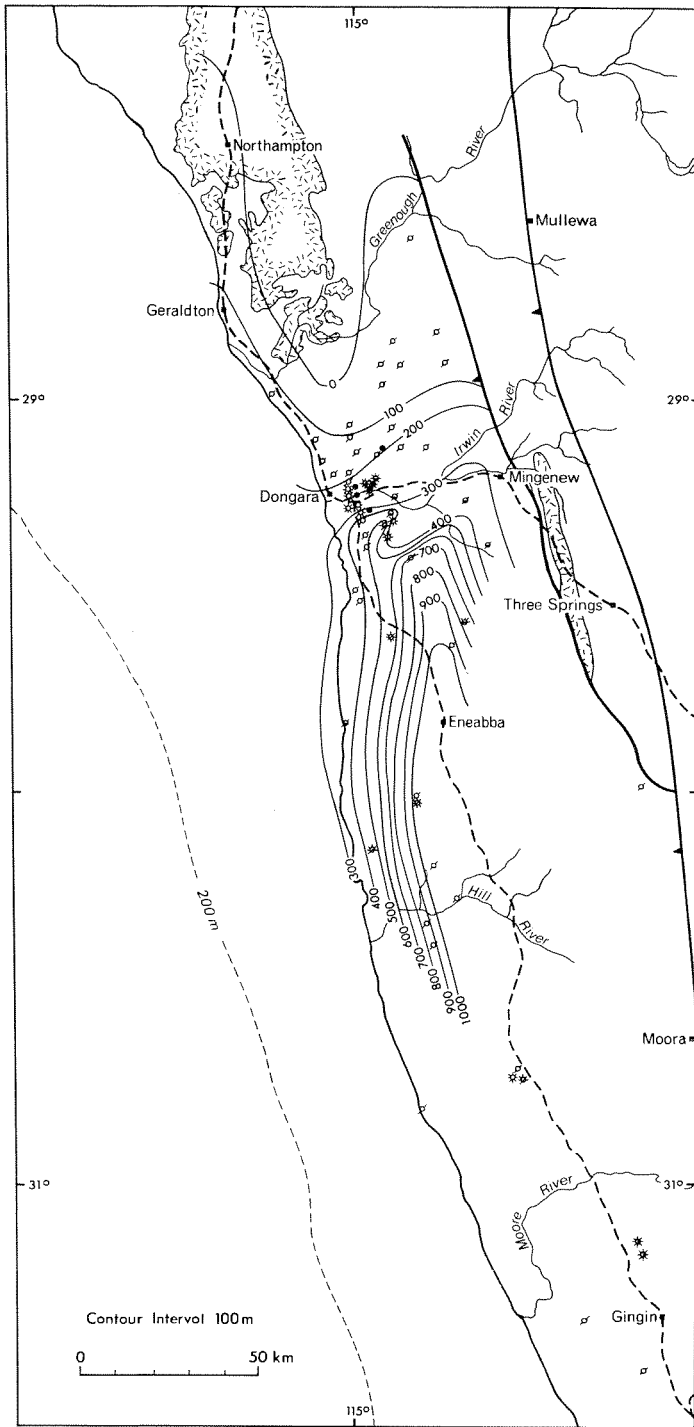 115°
Northampton
River
Greenough
Mullewa
Geraldton
0
29°
29°
100
200
River
Irwin
Dongara
300
Mingenew
400
700
800
900
Three Springs
Eneabba
300
400
500
600
700
800
900
1000
Hill
River
200 m
Moora
31°
31°
River
Moore
Contour Intervol 100m
Gingin
0
50 km
115°